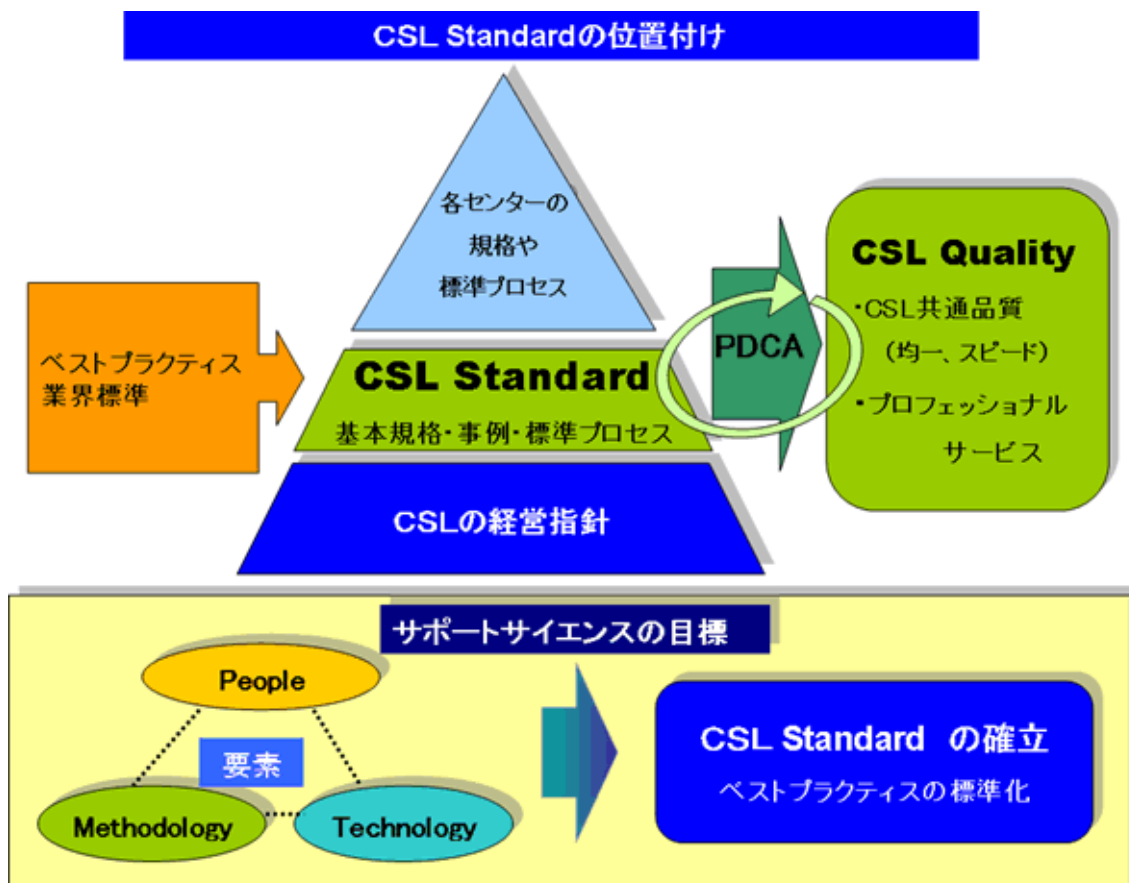 CSL Standardの位置付け
各センターの
規格や
標準プロセス
ベストプラクティス
業界標準
CSL Standard
基本規格・事例・標準プロセス
CSLの経営指針
PDCA
CSL Quality
・CSL共通品質
（均一、スピード）
・プロフェッショナル
サービス
サポートサイエンスの目標
People
要素
Methodology
Technology
CSL Standard の確立
ベストプラクティスの標準化